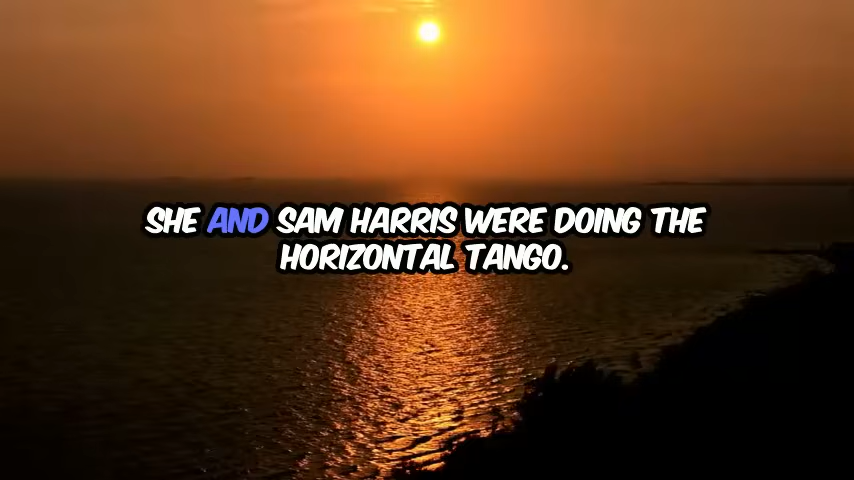 SHE AND SAM HARRIS WERE DOING THE
HORIZONTAL TANGO.